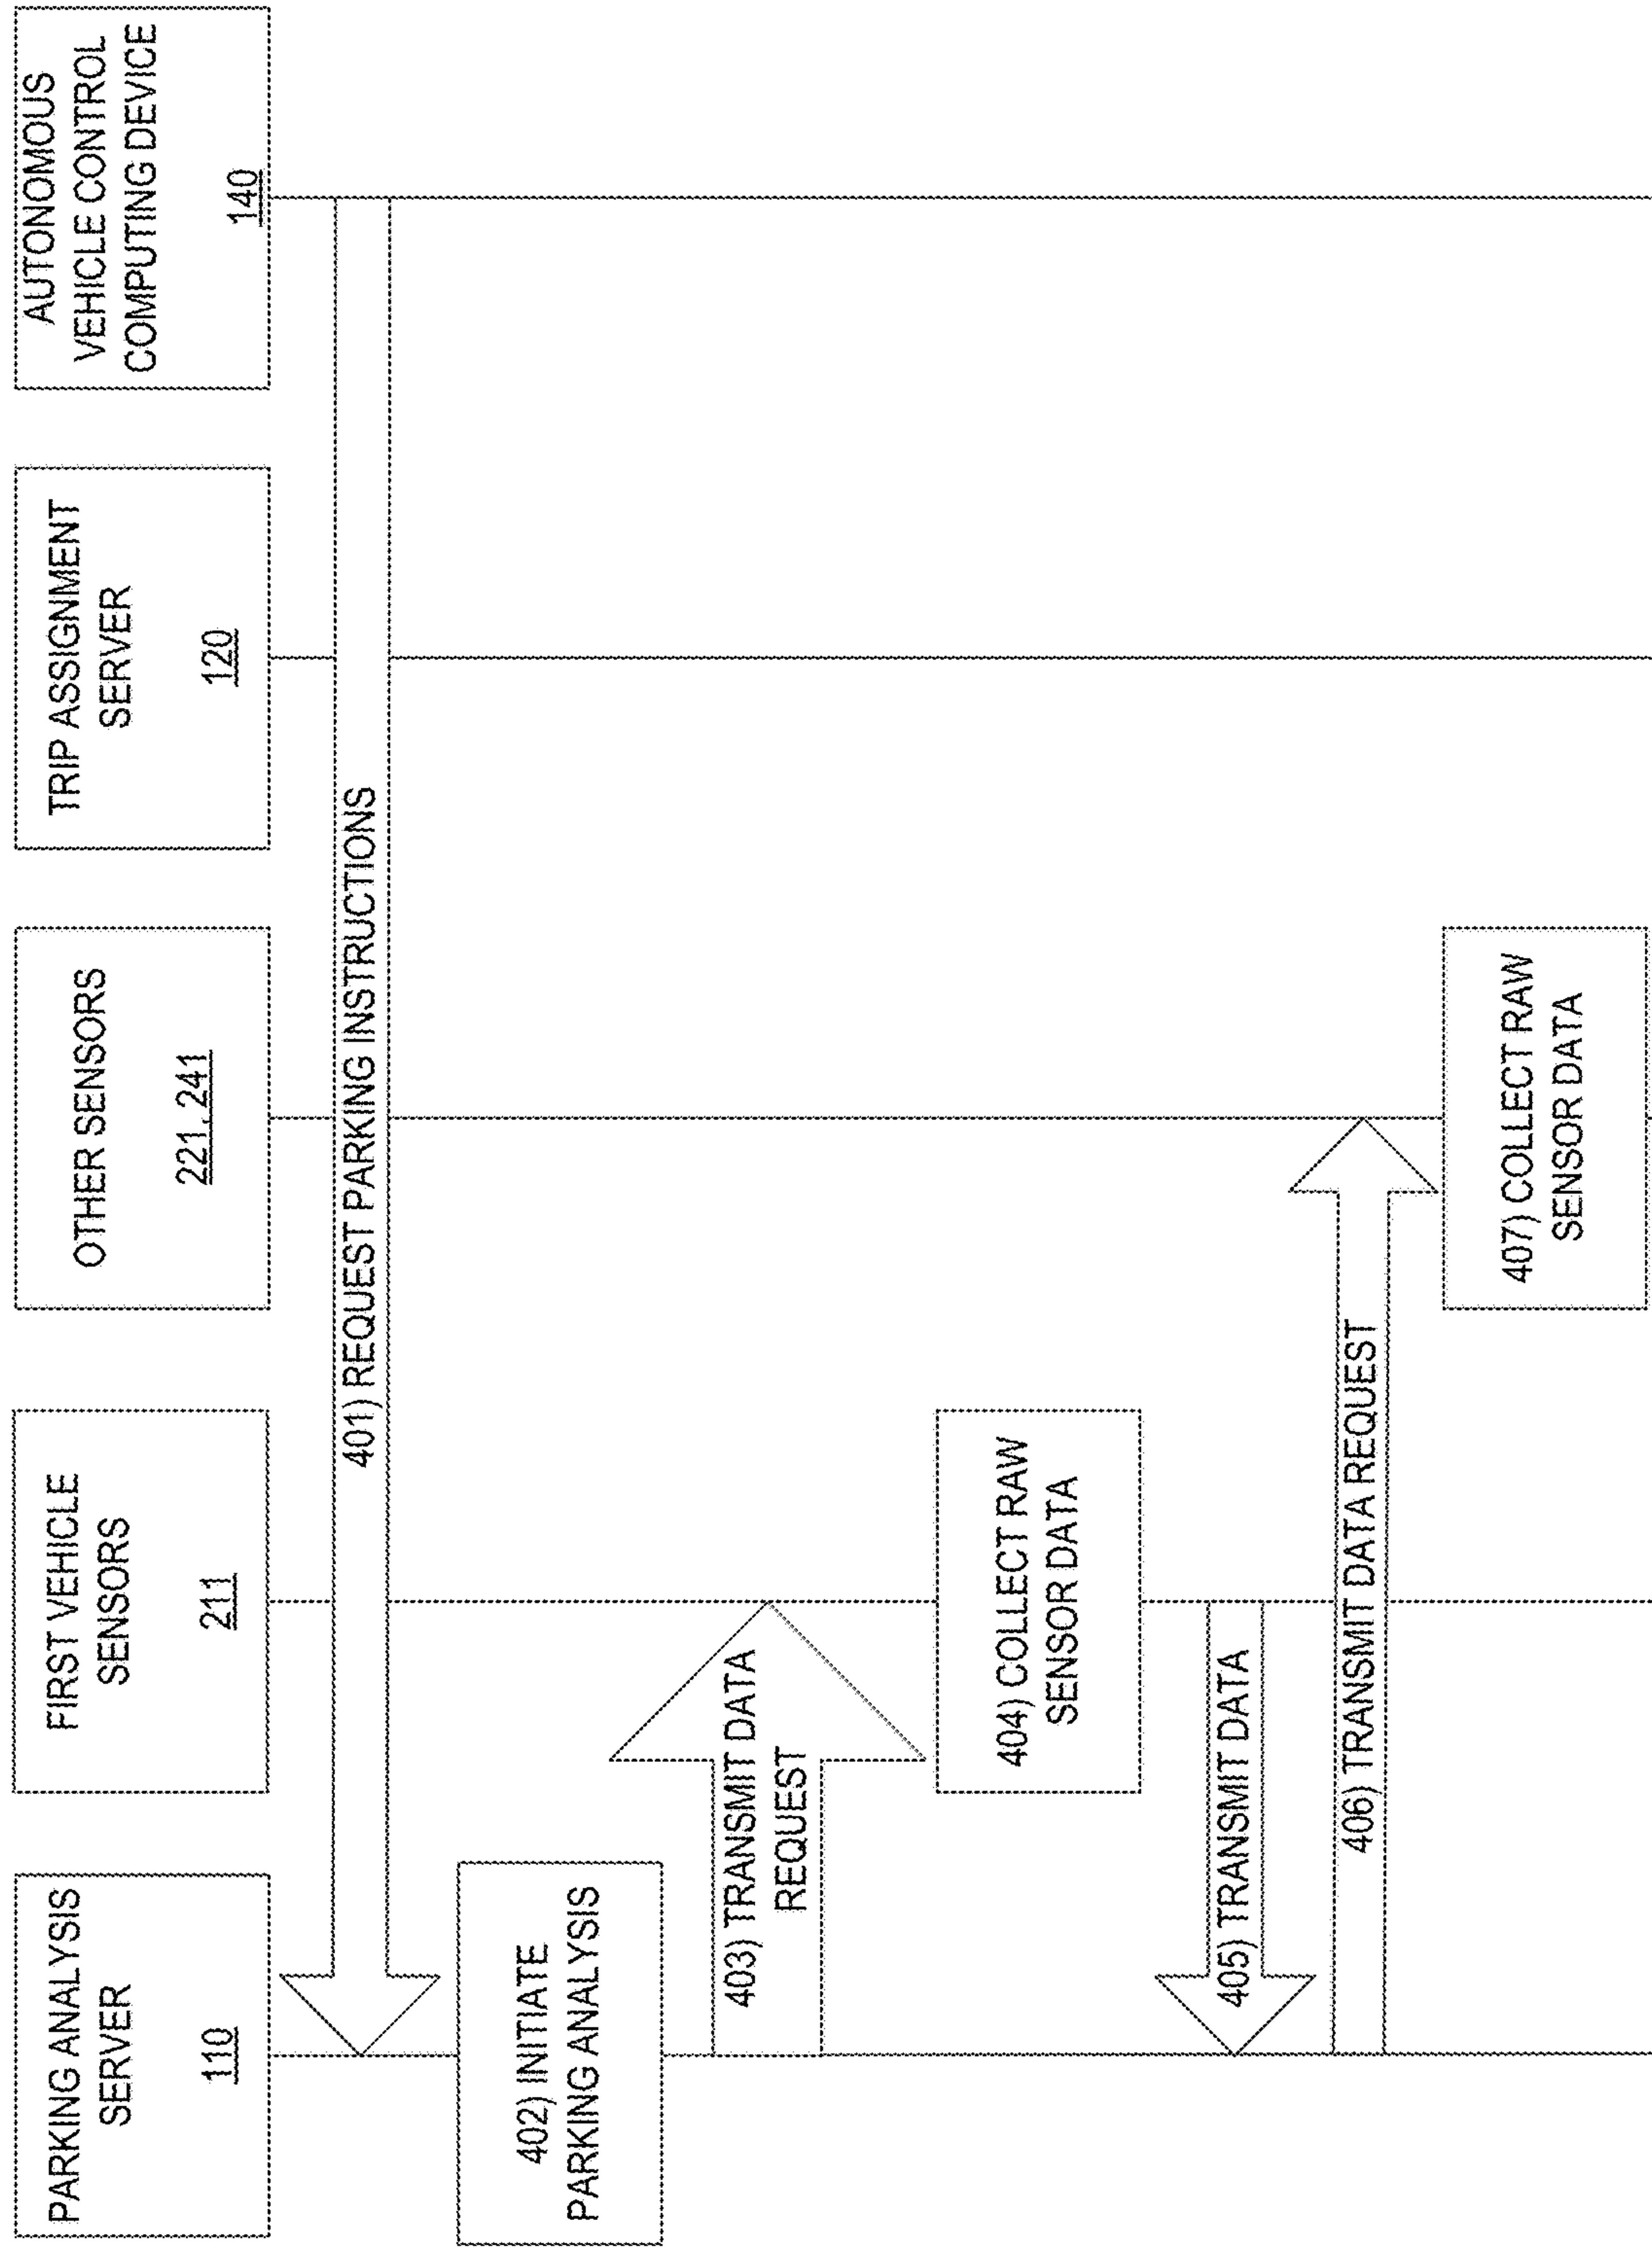 PARKING ANALYSIS
SERVER
110
FIRST VEHICLE
SENSORS
211
OTHER SENSORS
221, 241
TRIP ASSIGNMENT
SERVER
120
AUTONOMOUS
VEHICLE CONTROL
COMPUTING DEVICE
140
401) REQUEST PARKING INSTRUCTIONS
402) INITIATE
PARKING ANALYSIS
403) TRANSMIT DATA
REQUEST
404) COLLECT RAW
SENSOR DATA
405) TRANSMIT DATA
406) TRANSMIT DATA REQUEST
407) COLLECT RAW
SENSOR DATA